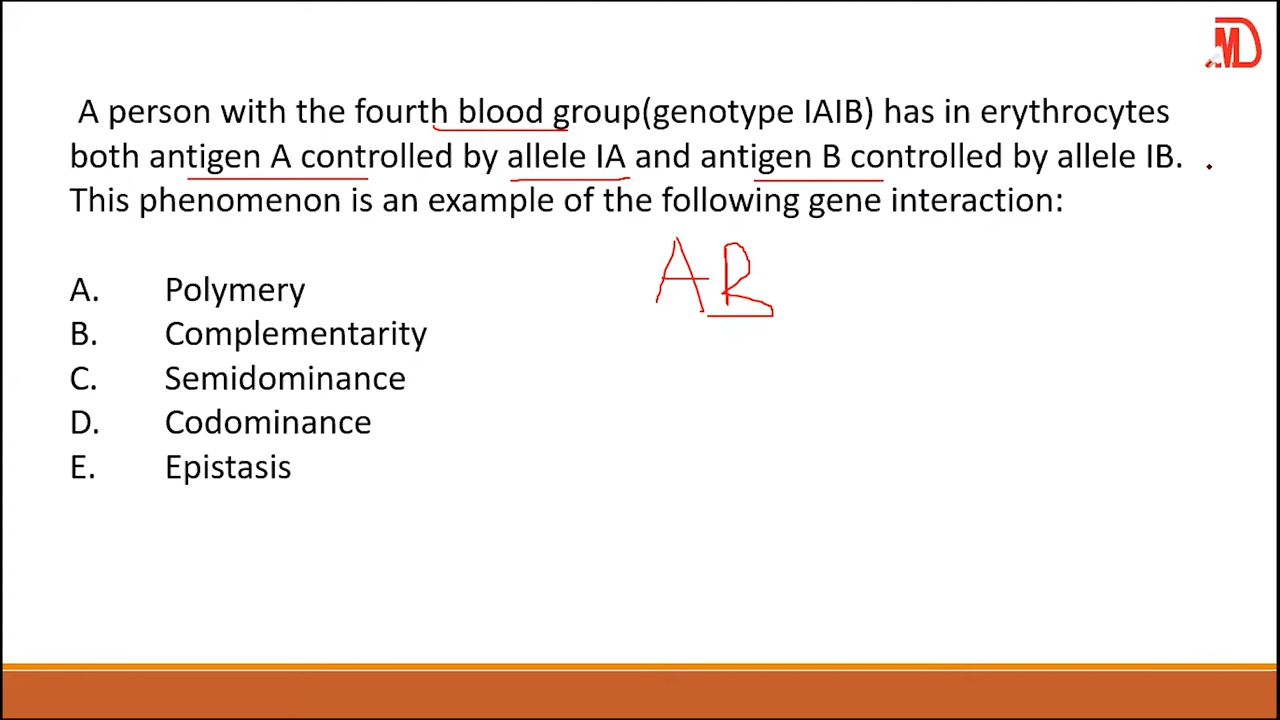 MD
A person with the fourth blood group(genotype IAIB) has in erythrocytes
both antigen A controlled by allele IA and antigen B controlled by allele IB.
This phenomenon is an example of the following gene interaction:
AB
A. Polymery
B. Complementarity
C. Semidominance
D. Codominance
E. Epistasis